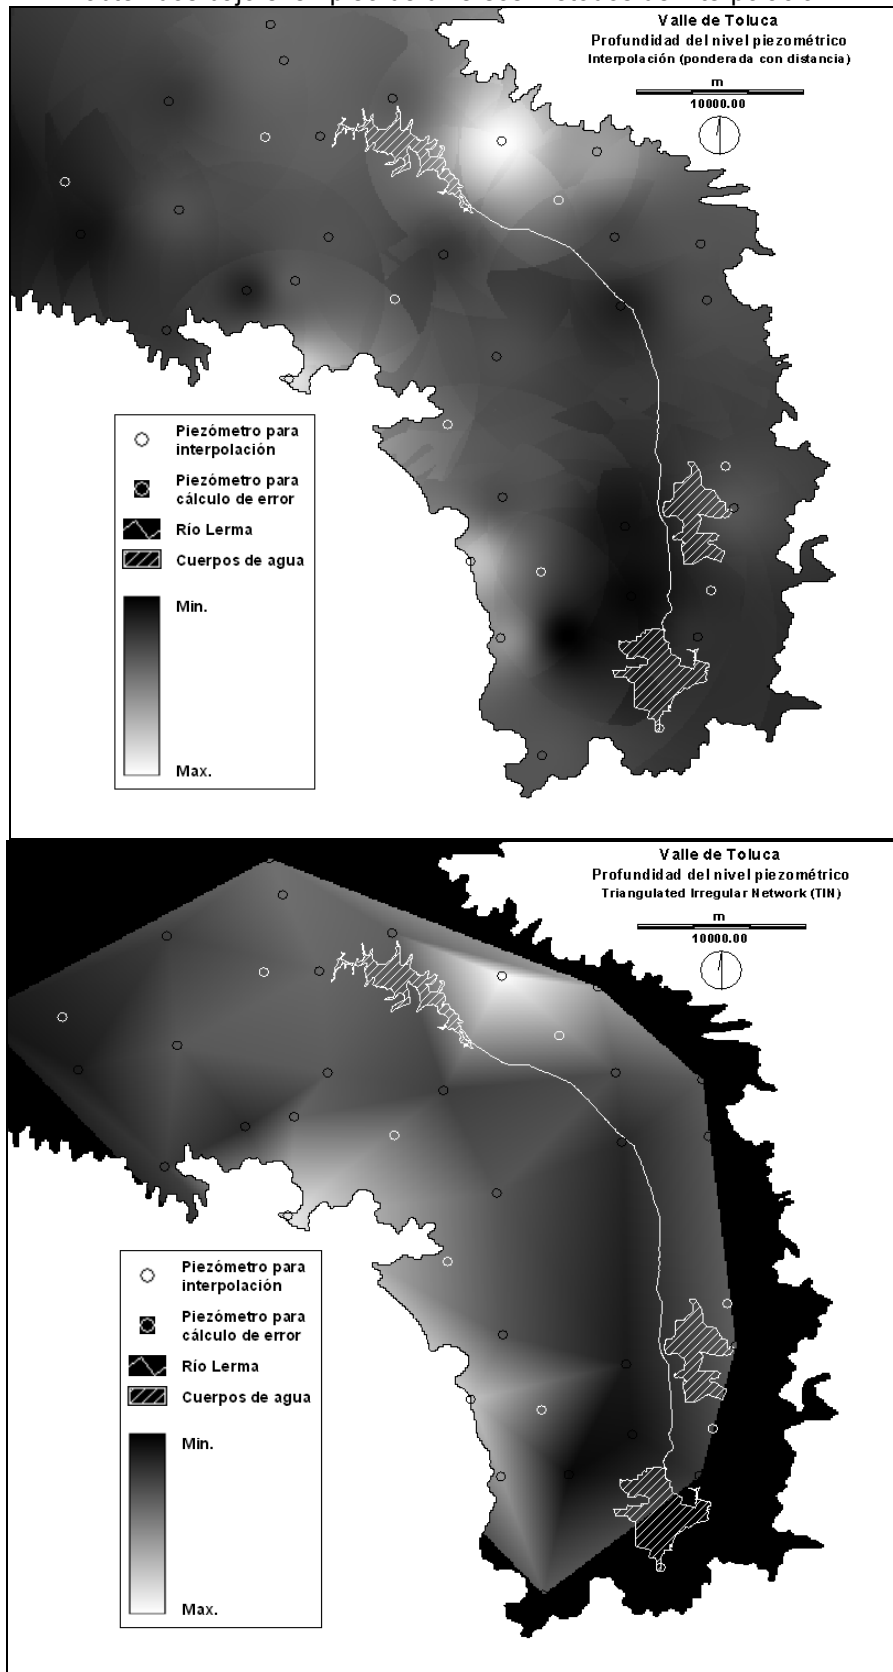 Valle de Toluca
Profundidad del nivel piezométrico
Interpolación (ponderada con distancia)
m
10000.00
Piezómetro para
interpolación
Piezómetro para
cálculo de error
Río Lerma
Cuerpos de agua
Min.
Max.
Valle de Toluca
Profundidad del nivel piezométrico
Triangulated Irregular Network (TIN)
m
10000.00
Piezómetro para
interpolación
Piezómetro para
cálculo de error
Río Lerma
Cuerpos de agua
Min.
Max.